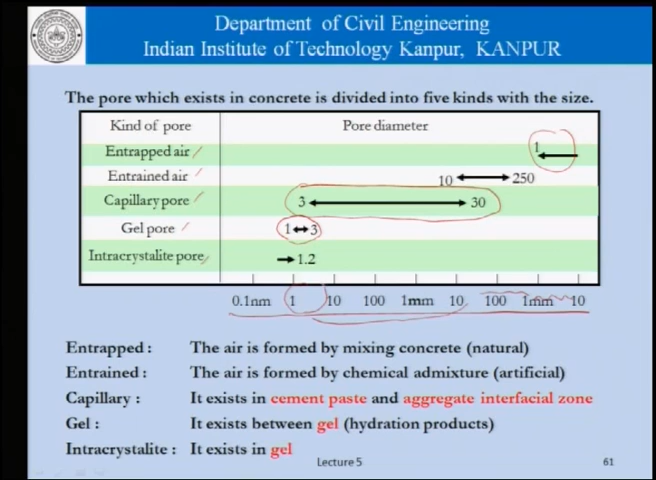 Department of Civil Engineering
Indian Institute of Technology Kanpur, KANPUR
The pore which exists in concrete is divided into five kinds with the size.
Kind of pore Pore diameter
Entrapped air 1
Entrained air 10 250
Capillary pore 3 30
Gel pore 1 3
Intracrystalite pore 1.2
0.1nm 1 10 100 1mm 10 100 1mm 10
Entrapped : The air is formed by mixing concrete (natural)
Entrained : The air is formed by chemical admixture (artificial)
Capillary : It exists in cement paste and aggregate interfacial zone
Gel : It exists between gel (hydration products)
Intracrystalite : It exists in gel
Lecture 5 61